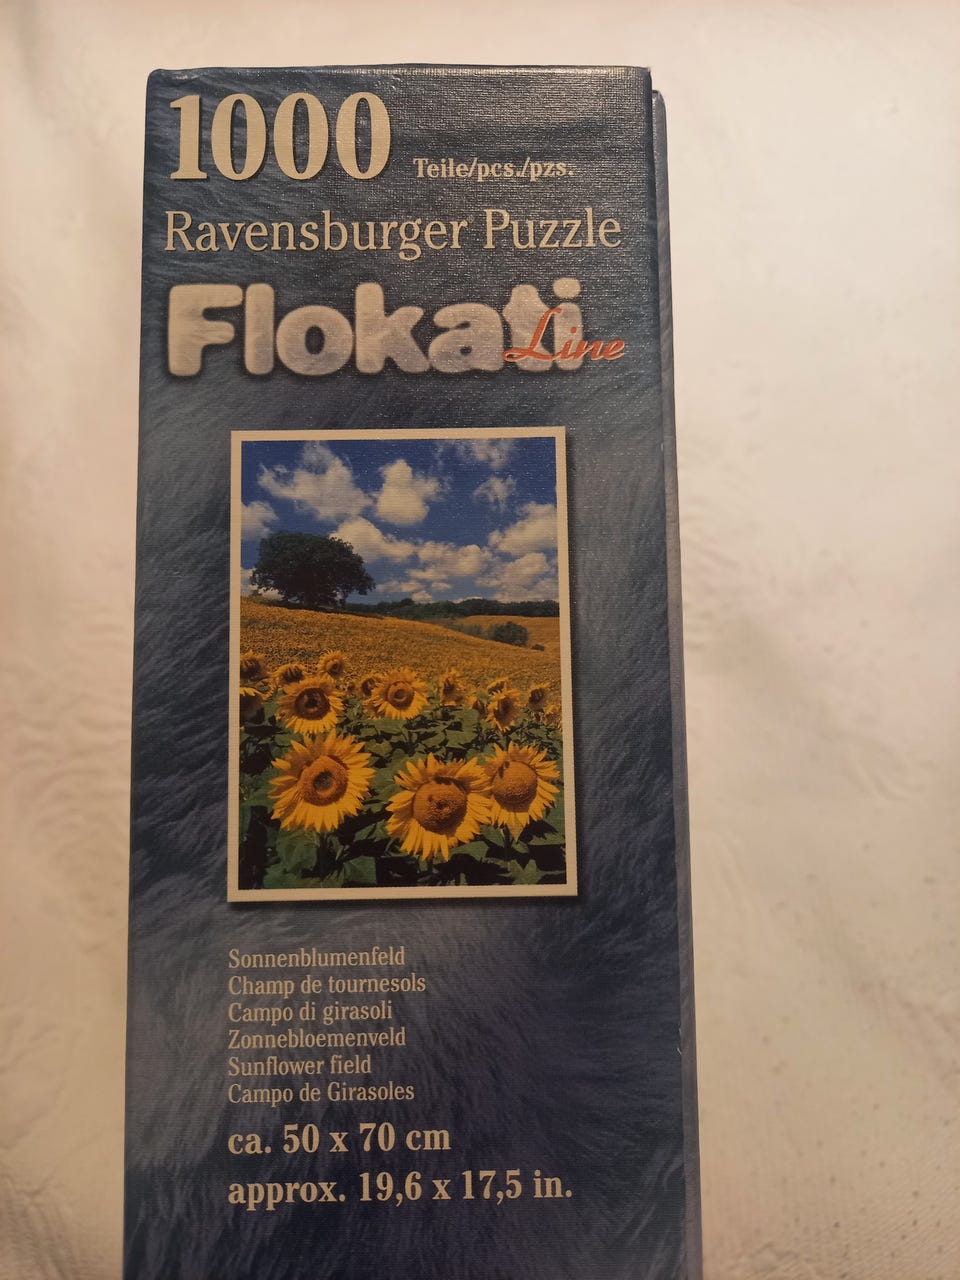 1000 Teile/pcs./pzs.
Ravensburger Puzzle
Flokati Line
Sonnenblumenfeld
Champ de tournesols
Campo di girasoli
Zonnebloemenveld
Sunflower field
Campo de Girasoles
ca. 50 x 70 cm
approx. 19,6 x 17,5 in.